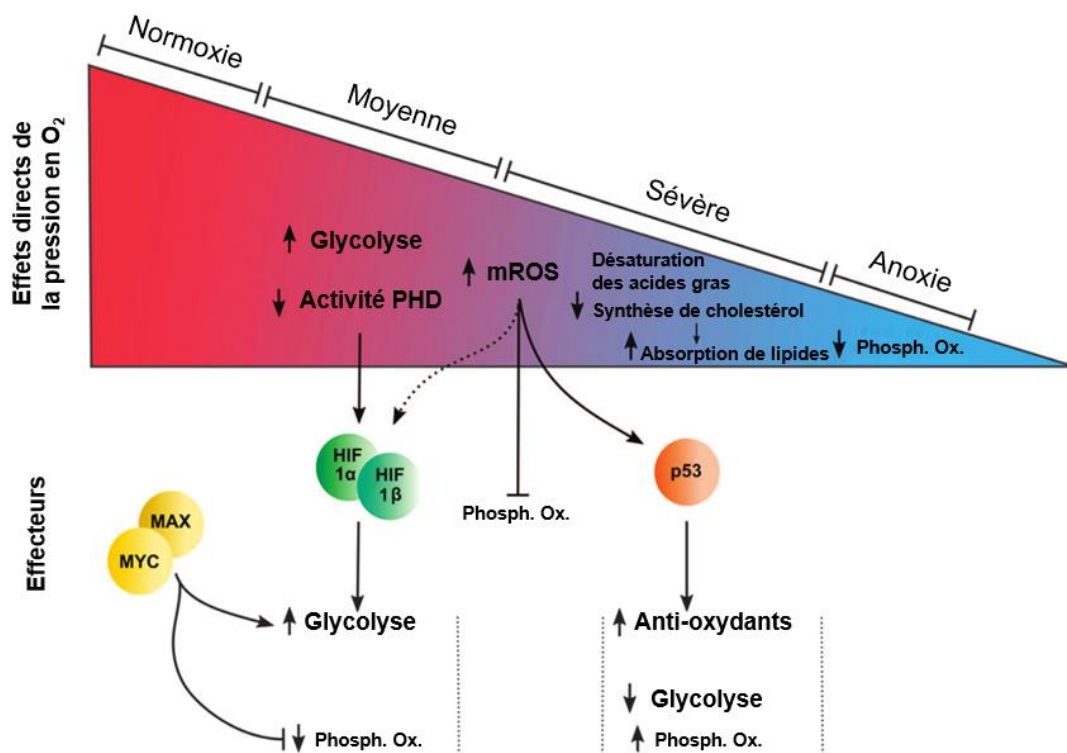 Normoxie
Moyenne
Sévère
Anoxie
Effets directs de
la pression en O₂
↑ Glycolyse
↓ Activité PHD
↑ mROS
Désaturation
des acides gras
↓ Synthèse de cholestérol
↓
↑ Absorption de lipides
↓ Phosph. Ox.
Effecteurs
HIF
1α
HIF
1β
Phosph. Ox.
p53
MAX
MYC
↑ Glycolyse
↓ Phosph. Ox.
↑ Anti-oxydants
↓ Glycolyse
↑ Phosph. Ox.